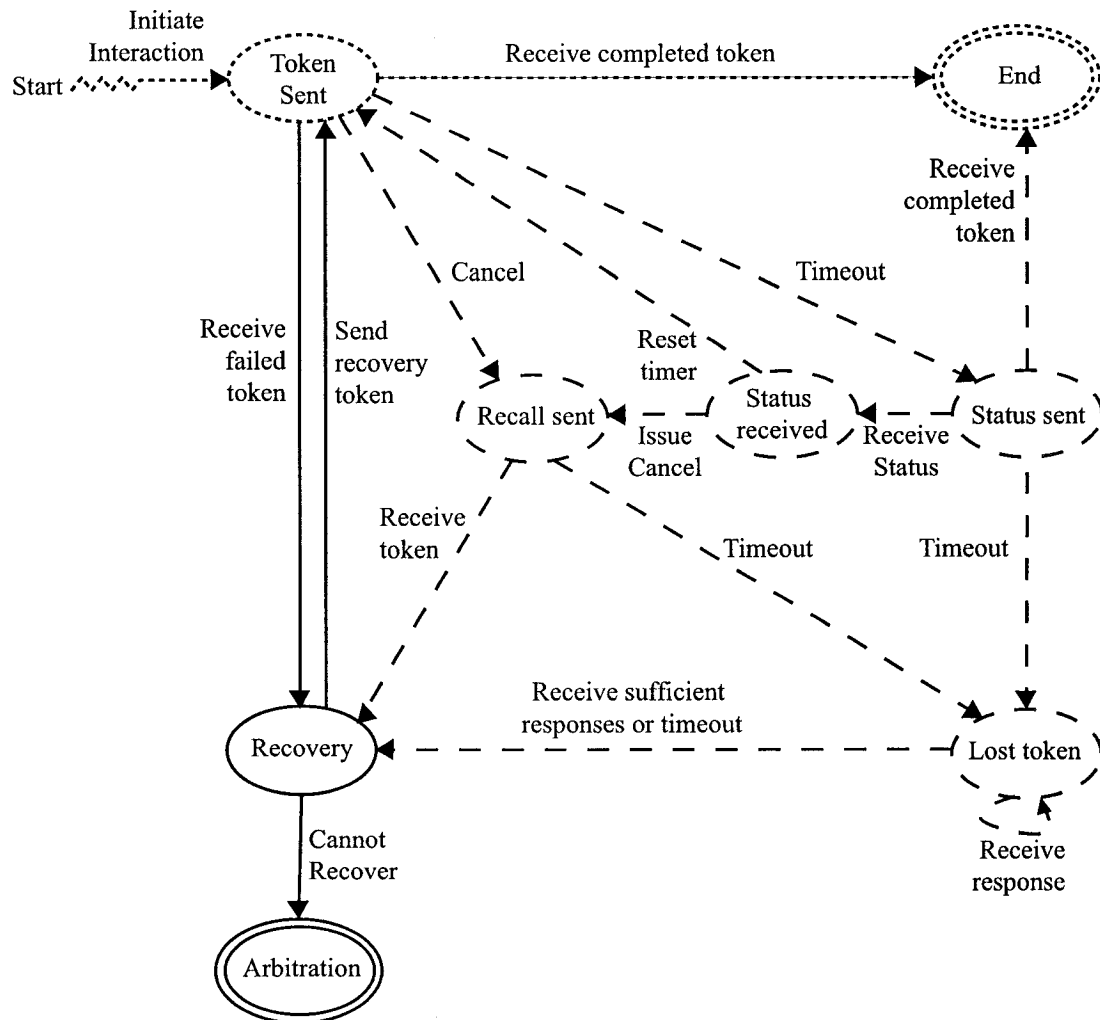 Initiate
Interaction
Start
Token
Sent
Receive completed token
End
Receive
completed
token
Cancel
Timeout
Receive
failed
token
Send
recovery
token
Reset
timer
Recall sent
Issue
Cancel
Status
received
Receive
Status
Status sent
Receive
token
Timeout
Timeout
Receive sufficient
responses or timeout
Recovery
Lost token
Cannot
Recover
Receive
response
Arbitration